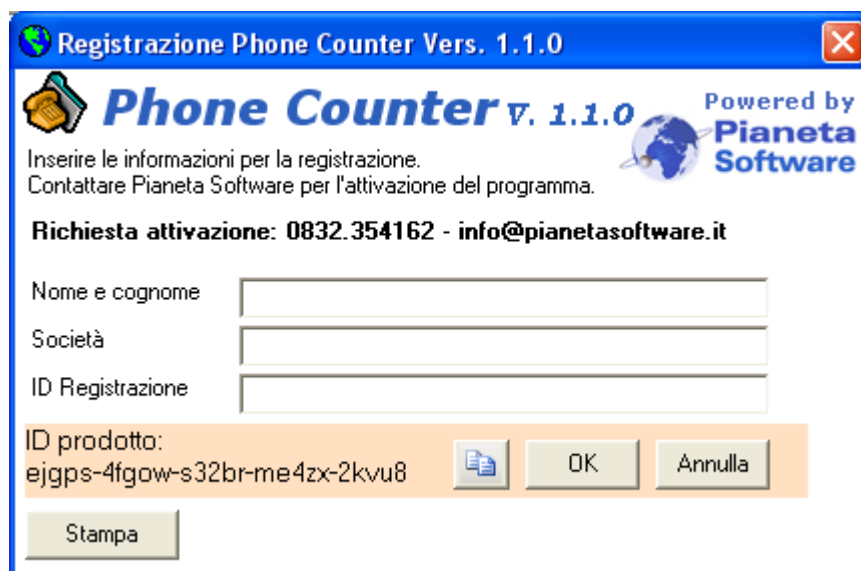 Registrazione Phone Counter Vers. 1.1.0
Phone Counter V. 1.1.0
Powered by
Pianeta
Software
Inserire le informazioni per la registrazione.
Contattare Pianeta Software per l'attivazione del programma.
Richiesta attivazione: 0832.354162 - info@pianetasoftware.it
Nome e cognome
Società
ID Registrazione
ID prodotto:
ejgps-4fgow-s32br-me4zx-2kvu8
OK
Annulla
Stampa